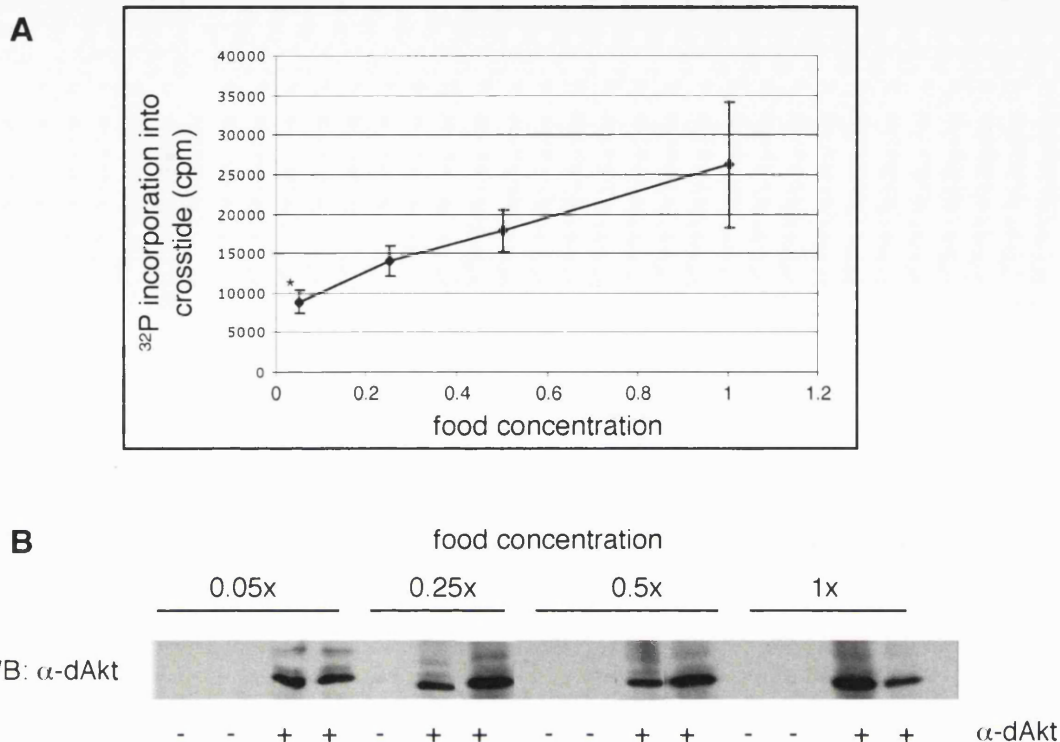 A
40000
35000
30000
25000
20000
15000
10000
5000
0
*
0 0.2 0.4 0.6 0.8 1 1.2
³²P incorporation into
crosstide (cpm)
food concentration
B
food concentration
0.05x 0.25x 0.5x 1x
B: α-dAkt
- - + + - + + - - + + - - + + α-dAkt